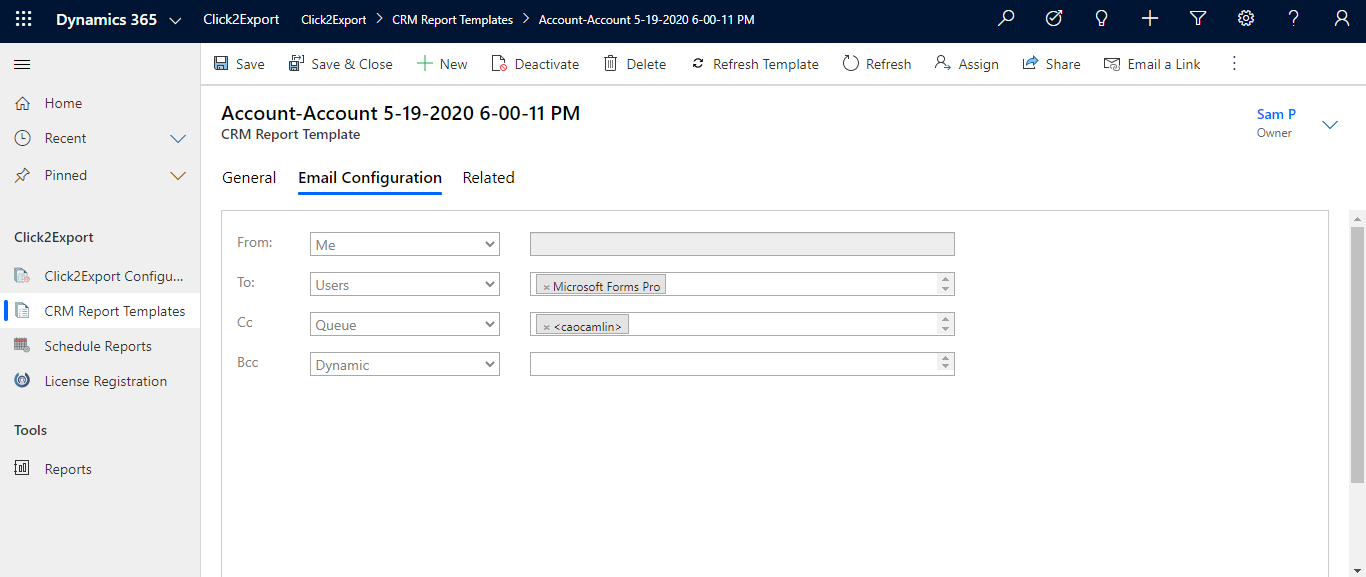 Dynamics 365 Click2Export Click2Export > CRM Report Templates > Account-Account 5-19-2020 6-00-11 PM
Save Save & Close New Deactivate Delete Refresh Template Refresh Assign Share Email a Link
Home
Recent
Pinned
Click2Export
Click2Export Configu...
CRM Report Templates
Schedule Reports
License Registration
Tools
Reports
Account-Account 5-19-2020 6-00-11 PM
CRM Report Template
Sam P
Owner
General Email Configuration Related
From: Me
To: Users × Microsoft Forms Pro
Cc Queue × <caocamlin>
Bcc Dynamic